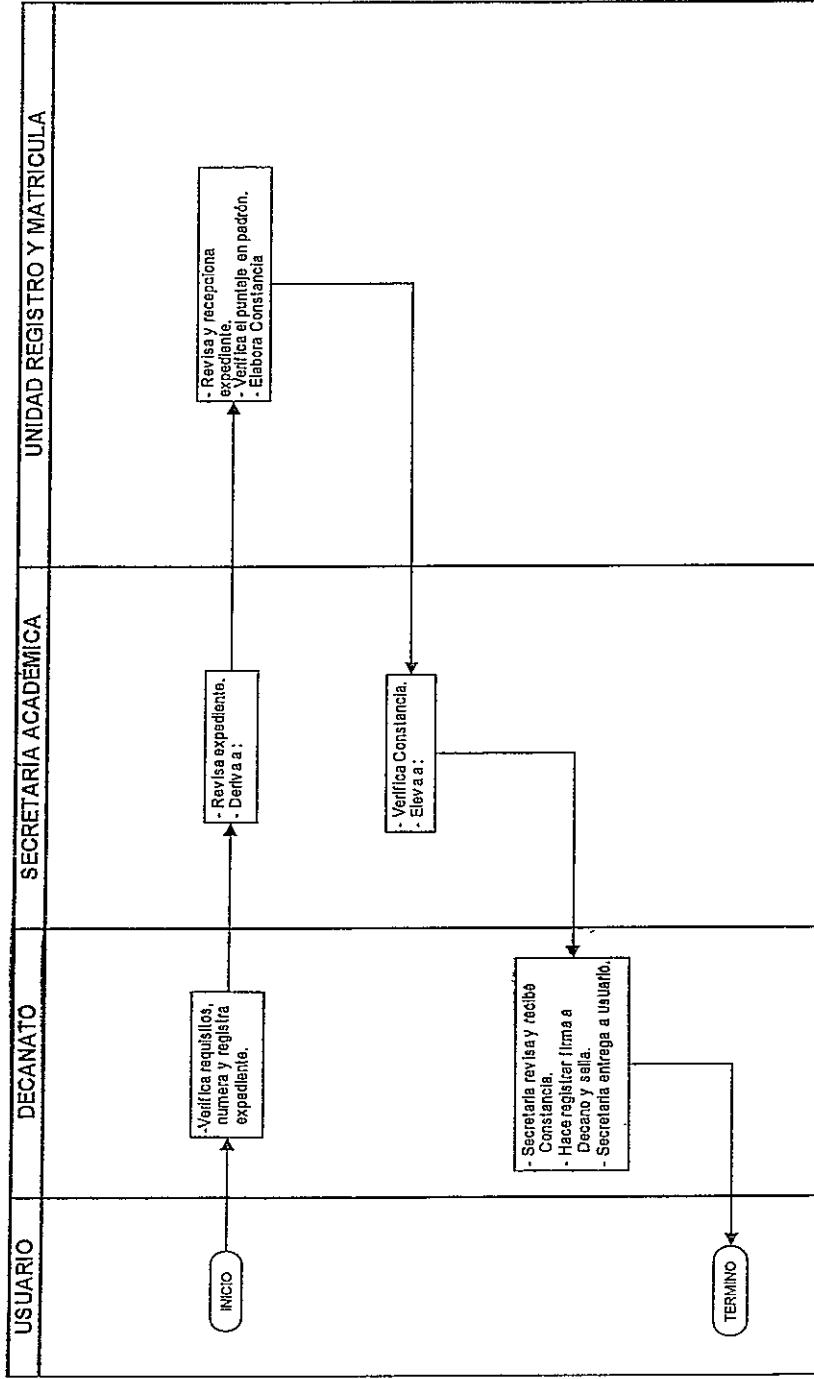 USUARIO
DECANATO
SECRETARÍA ACADÉMICA
UNIDAD REGISTRO Y MATRICULA
INICIO
-Verifica requisitos,
numera y registra
expediente.
- Revisa expediente.
- Deriva a :
- Revisa y recepciona
expediente.
- Verifica el puntaje en padrón.
- Elabora Constancia
- Verifica Constancia.
- Eleva a :
- Secretaria revisa y recibe
Constancia.
- Hace registrar firma a
Decano y sella.
- Secretaria entrega a usuario.
TERMINO